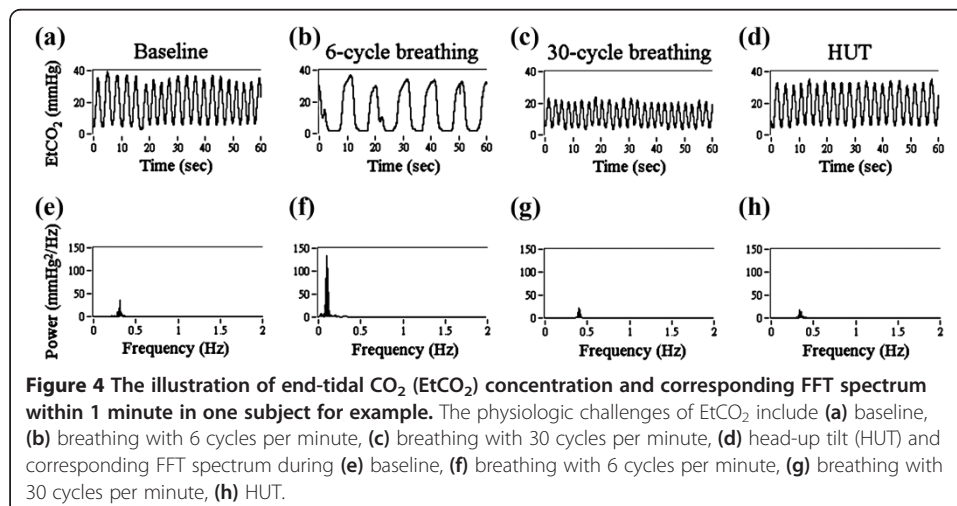 (a) (b) (c) (d)
Baseline 6-cycle breathing 30-cycle breathing HUT
EtCO2 (mmHg)
40 40 40 40
20 20 20 20
0 0 0 0
0 10 20 30 40 50 60 0 10 20 30 40 50 60 0 10 20 30 40 50 60 0 10 20 30 40 50 60
Time (sec) Time (sec) Time (sec) Time (sec)
(e) (f) (g) (h)
Power (mmHg2/Hz)
150 150 150 150
100 100 100 100
50 50 50 50
0 0 0 0
0 0.5 1 1.5 2 0 0.5 1 1.5 2 0 0.5 1 1.5 2 0 0.5 1 1.5 2
Frequency (Hz) Frequency (Hz) Frequency (Hz) Frequency (Hz)
Figure 4 The illustration of end-tidal CO2 (EtCO2) concentration and corresponding FFT spectrum
within 1 minute in one subject for example. The physiologic challenges of EtCO2 include (a) baseline,
(b) breathing with 6 cycles per minute, (c) breathing with 30 cycles per minute, (d) head-up tilt (HUT) and
corresponding FFT spectrum during (e) baseline, (f) breathing with 6 cycles per minute, (g) breathing with
30 cycles per minute, (h) HUT.